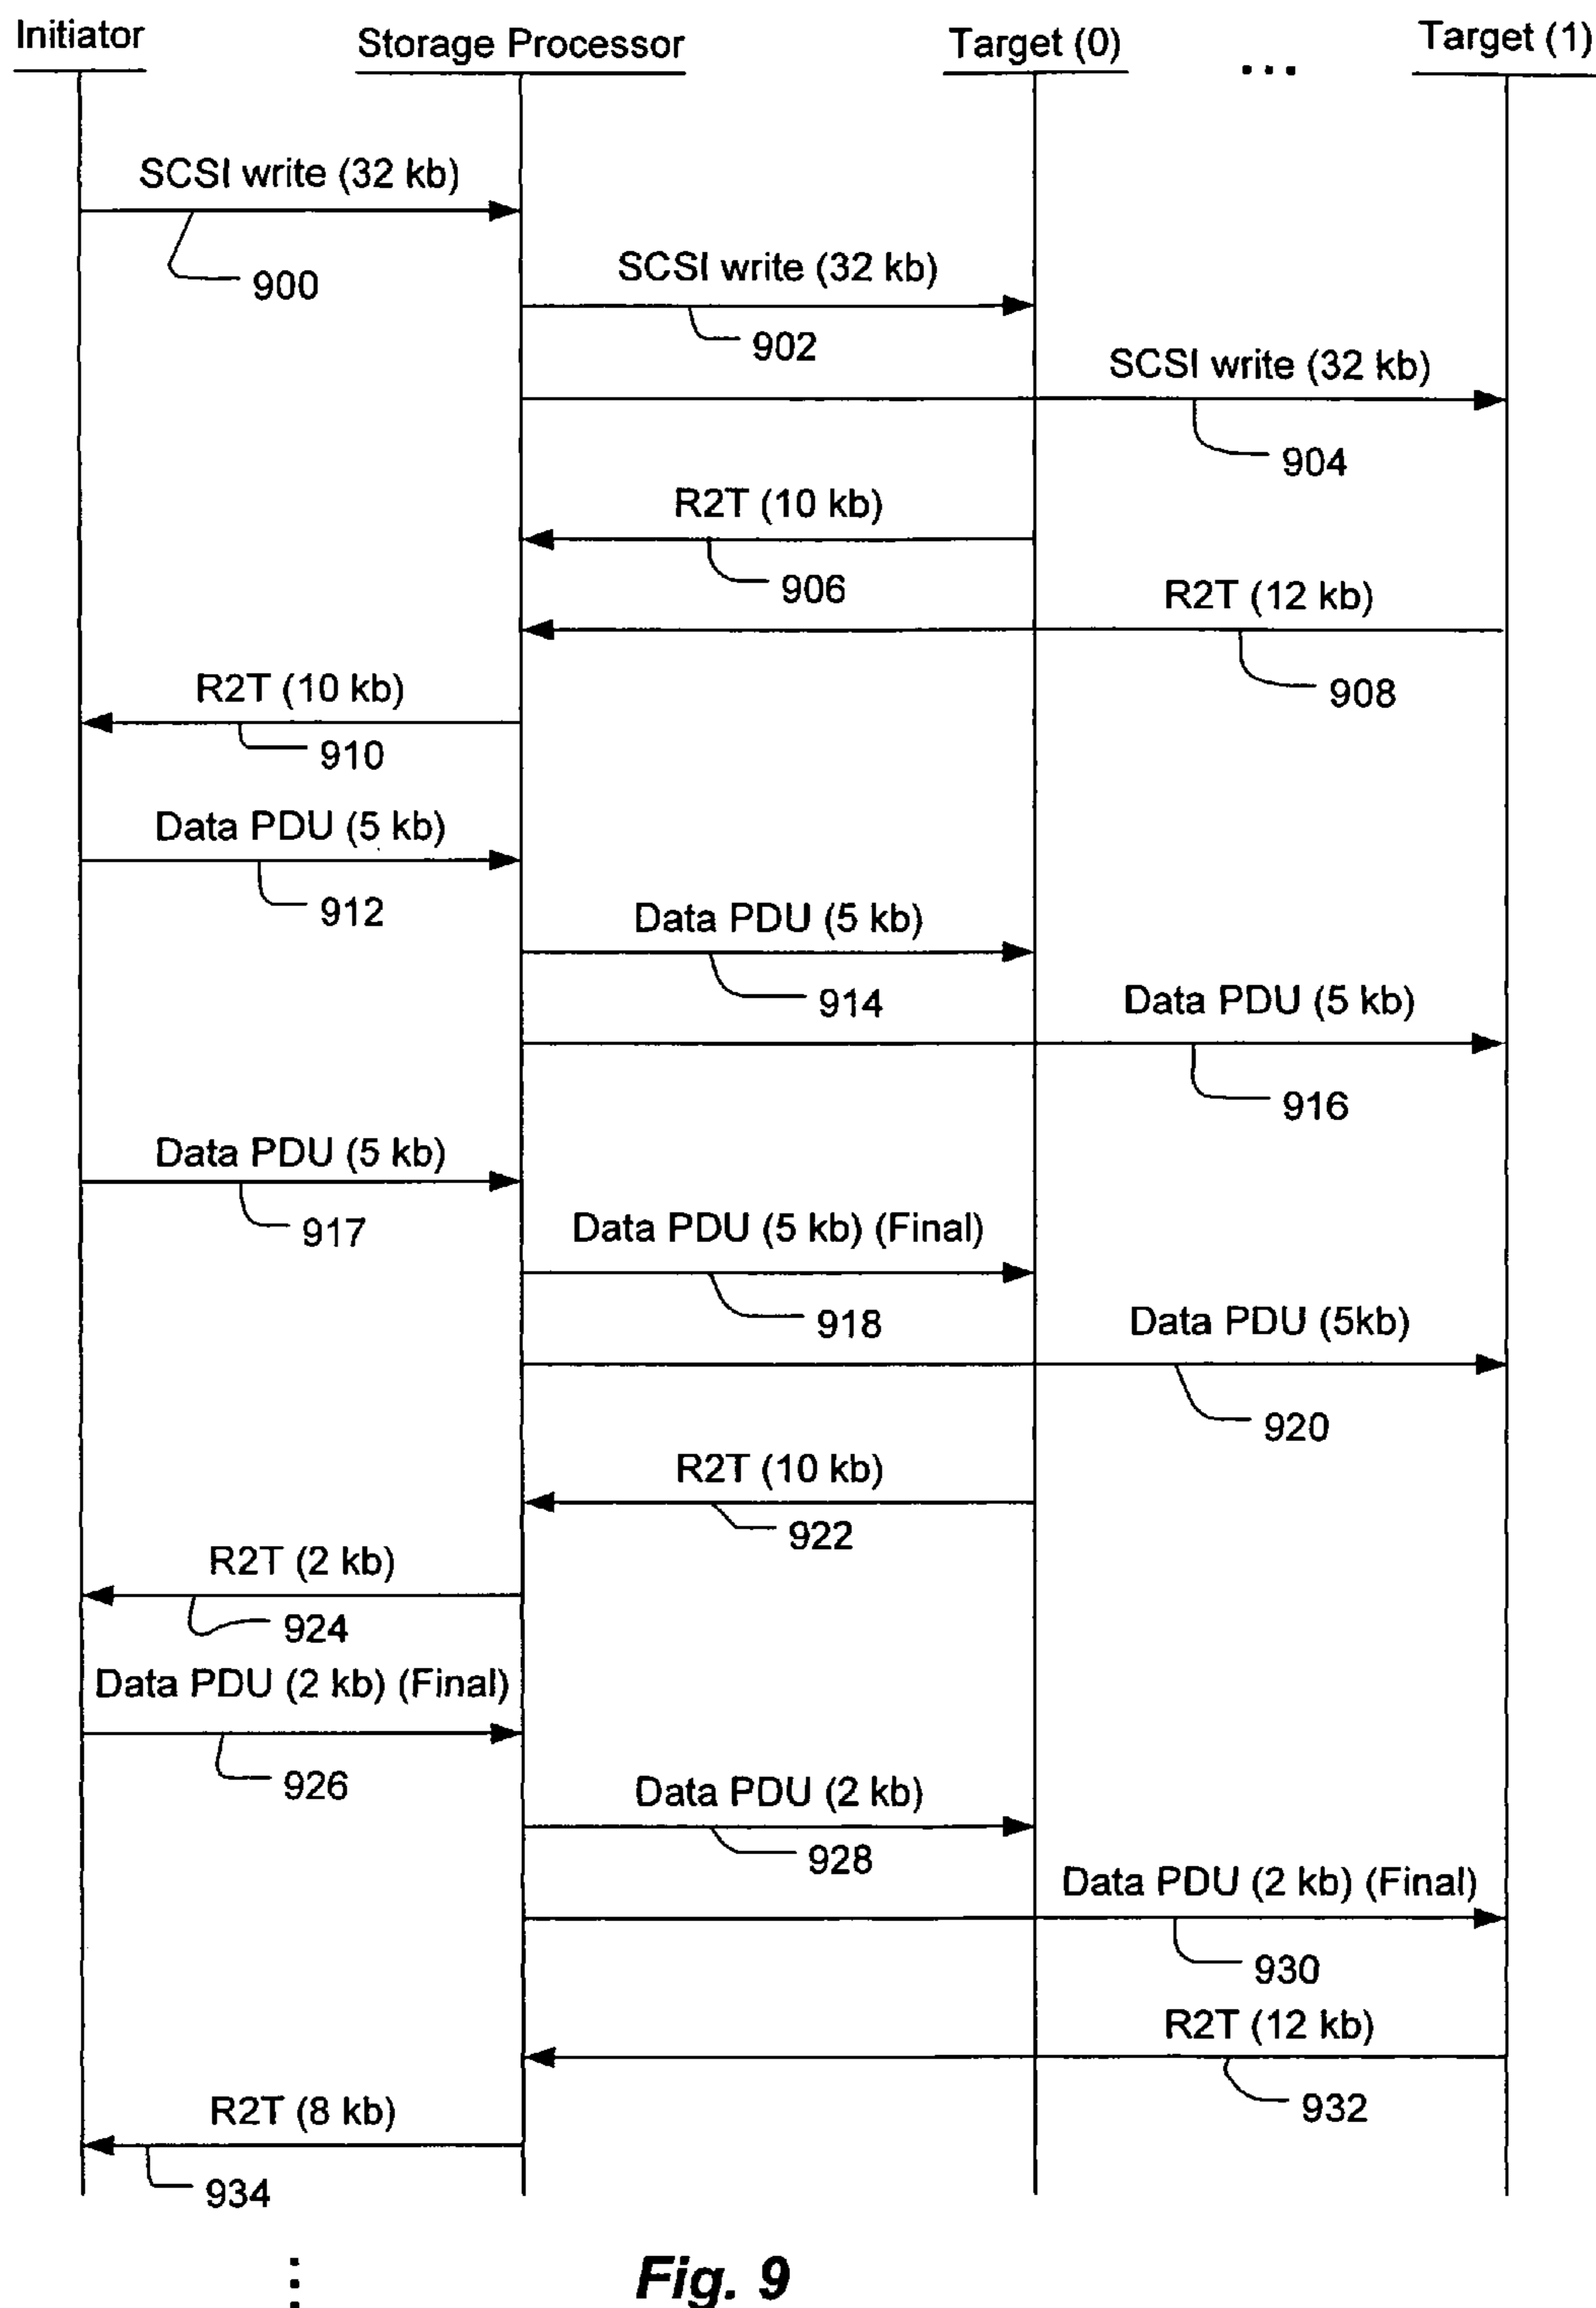 Initiator Storage Processor Target (0) ... Target (1)
SCSI write (32 kb)
900
SCSI write (32 kb)
902
SCSI write (32 kb)
904
R2T (10 kb)
906
R2T (12 kb)
908
R2T (10 kb)
910
Data PDU (5 kb)
912
Data PDU (5 kb)
914
Data PDU (5 kb)
916
Data PDU (5 kb)
917
Data PDU (5 kb) (Final)
918
Data PDU (5kb)
920
R2T (10 kb)
922
R2T (2 kb)
924
Data PDU (2 kb) (Final)
926
Data PDU (2 kb)
928
Data PDU (2 kb) (Final)
930
R2T (12 kb)
932
R2T (8 kb)
934
Fig. 9